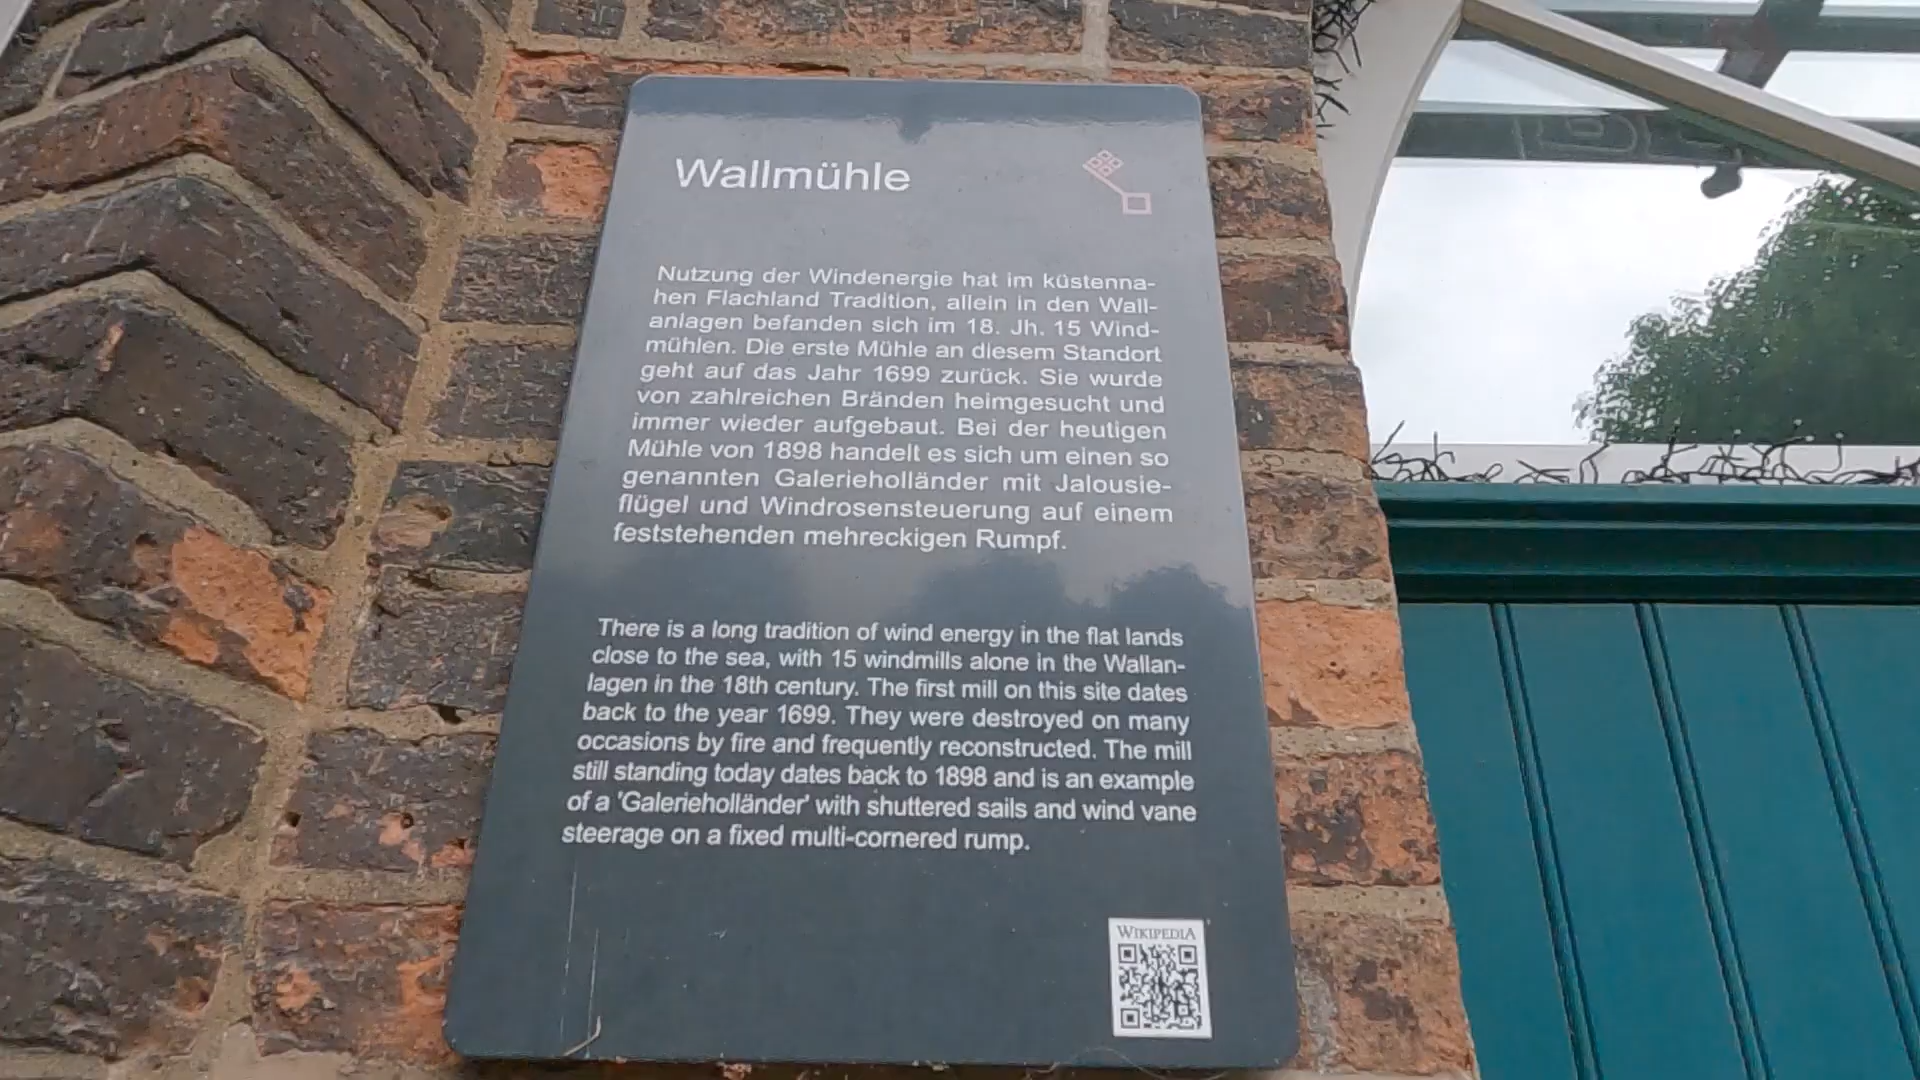 Wallmühle
Nutzung der Windenergie hat im küstenna-
hen Flachland Tradition, allein in den Wall-
anlagen befanden sich im 18. Jh. 15 Wind-
mühlen. Die erste Mühle an diesem Standort
geht auf das Jahr 1699 zurück. Sie wurde
von zahlreichen Bränden heimgesucht und
immer wieder aufgebaut. Bei der heutigen
Mühle von 1898 handelt es sich um einen so
genannten Galerieholländer mit Jalousie-
flügel und Windrosensteuerung auf einem
feststehenden mehreckigen Rumpf.
There is a long tradition of wind energy in the flat lands
close to the sea, with 15 windmills alone in the Wallan-
lagen in the 18th century. The first mill on this site dates
back to the year 1699. They were destroyed on many
occasions by fire and frequently reconstructed. The mill
still standing today dates back to 1898 and is an example
of a 'Galerieholländer' with shuttered sails and wind vane
steerage on a fixed multi-cornered rump.
WIKIPEDIA